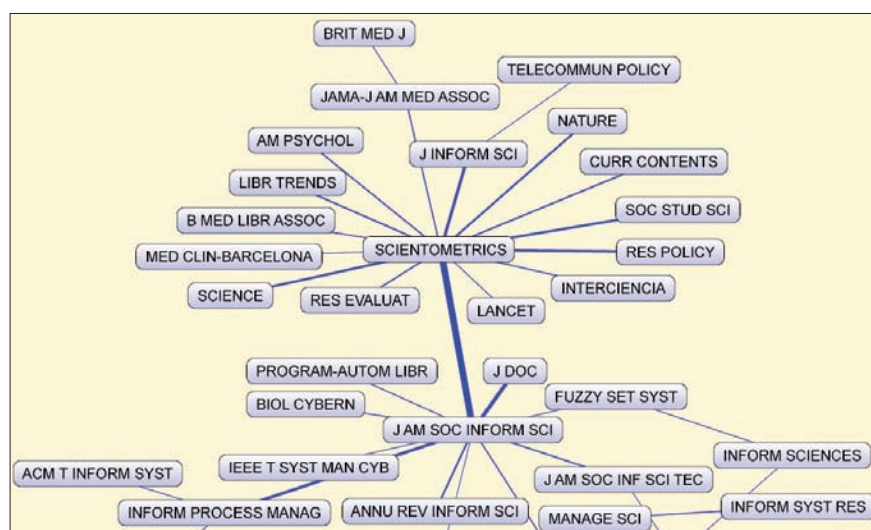 BRIT MED J
TELECOMMUN POLICY
JAMA-J AM MED ASSOC
NATURE
AM PSYCHOL
J INFORM SCI
CURR CONTENTS
LIBR TRENDS
SOC STUD SCI
B MED LIBR ASSOC
SCIENTOMETRICS
RES POLICY
MED CLIN-BARCELONA
INTERCIENCIA
SCIENCE
RES EVALUAT
LANCET
PROGRAM-AUTOM LIBR
J DOC
FUZZY SET SYST
BIOL CYBERN
J AM SOC INFORM SCI
INFORM SCIENCES
ACM T INFORM SYST
IEEE T SYST MAN CYB
J AM SOC INF SCI TEC
INFORM SYST RES
INFORM PROCESS MANAG
ANNU REV INFORM SCI
MANAGE SCI